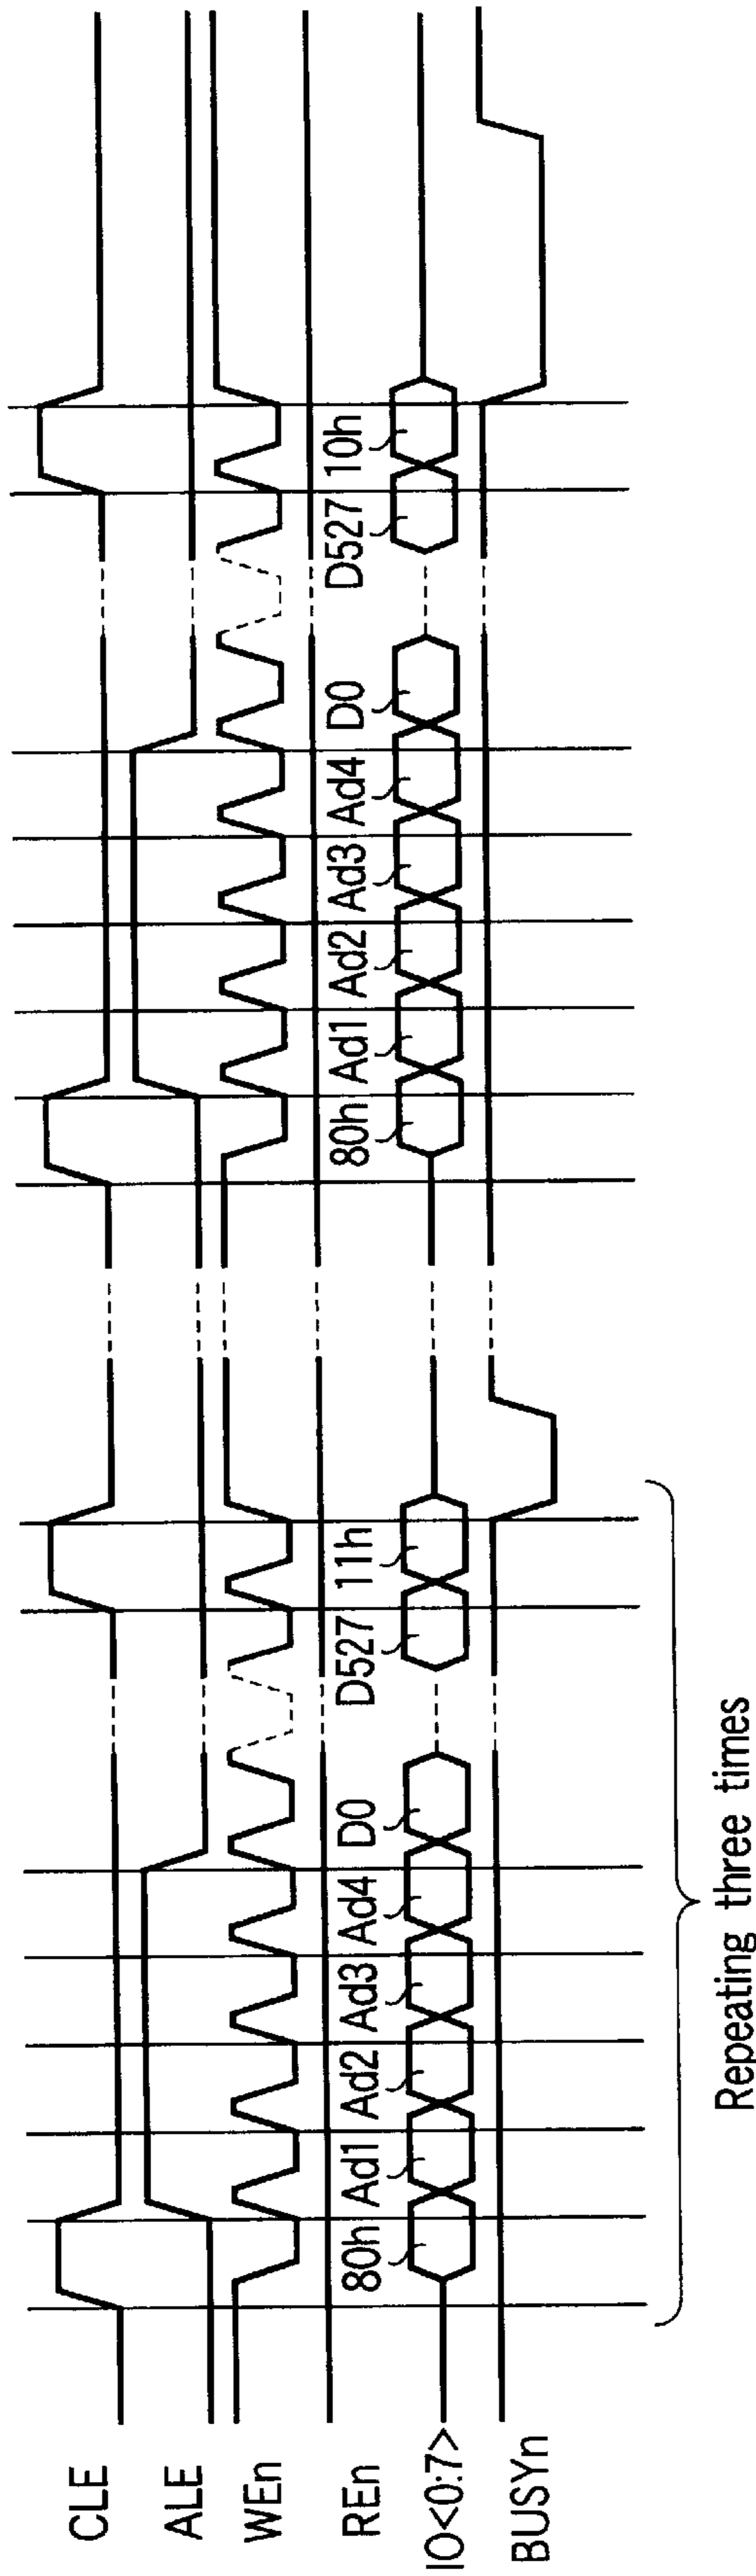 CLE
ALE
WEn
REn
80h Ad1 Ad2 Ad3 Ad4 D0 D527 11h 80h Ad1 Ad2 Ad3 Ad4 D0 D527 10h
IO<0:7>
BUSYn
Repeating three times